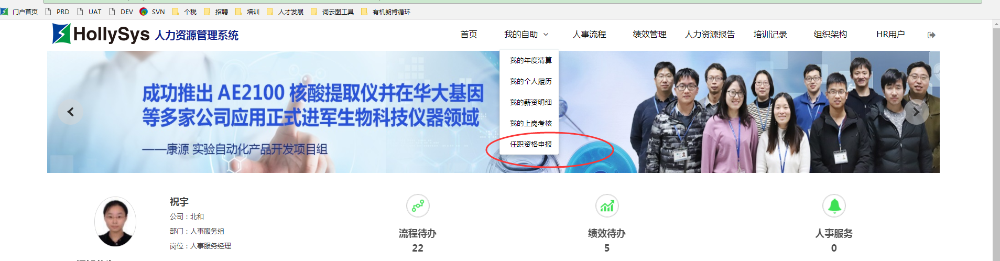 门户首页 PRD UAT DEV SVN 个税 招聘 培训 人才发展 词云图工具 有机朗肯循环
HollySys 人力资源管理系统
首页 我的自助 人事流程 绩效管理 人力资源报告 培训记录 组织架构 HR用户
我的年度清算
我的个人履历
我的薪资明细
我的上岗考核
任职资格申报
成功推出 AE2100 核酸提取仪并在华大基因
等多家公司应用正式进军生物科技仪器领域
——康源 实验自动化产品开发项目组
祝宇
公司：北和
部门：人事服务组
岗位：人事服务经理
流程待办
22
绩效待办
5
人事服务
0